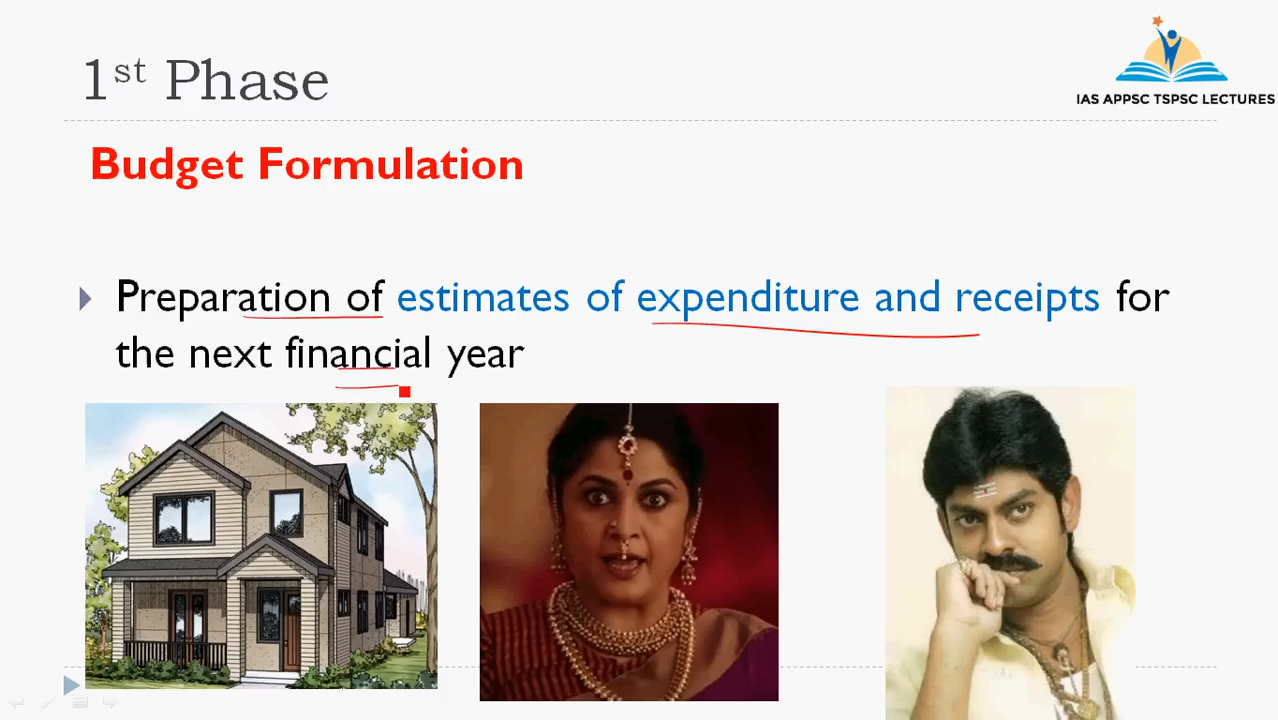 1st Phase
IAS APPSC TSPSC LECTURES
Budget Formulation
Preparation of estimates of expenditure and receipts for
the next financial year